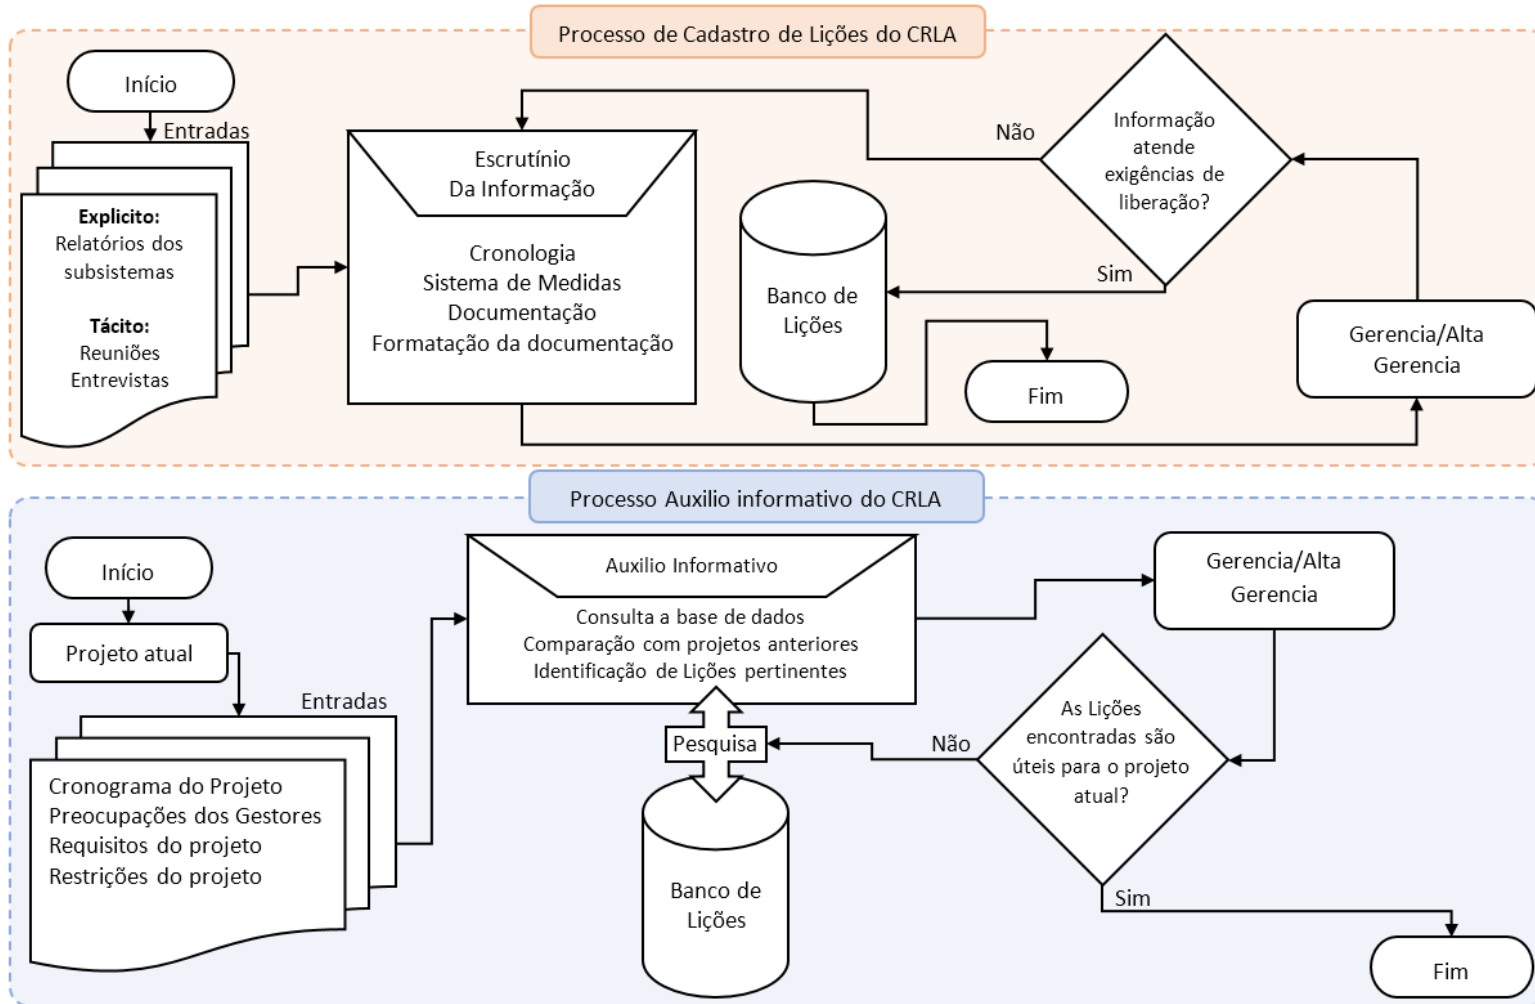 Processo de Cadastro de Lições do CRLA
Início
Entradas
Explicito:
Relatórios dos
subsistemas
Tácito:
Reuniões
Entrevistas
Escrutínio
Da Informação
Cronologia
Sistema de Medidas
Documentação
Formatação da documentação
Não
Informação
atende
exigências de
liberação?
Sim
Banco de
Lições
Fim
Gerencia/Alta
Gerencia
Processo Auxilio informativo do CRLA
Início
Projeto atual
Entradas
Cronograma do Projeto
Preocupações dos Gestores
Requisitos do projeto
Restrições do projeto
Auxilio Informativo
Consulta a base de dados
Comparação com projetos anteriores
Identificação de Lições pertinentes
Pesquisa
Banco de
Lições
Gerencia/Alta
Gerencia
Não
As Lições
encontradas são
úteis para o projeto
atual?
Sim
Fim